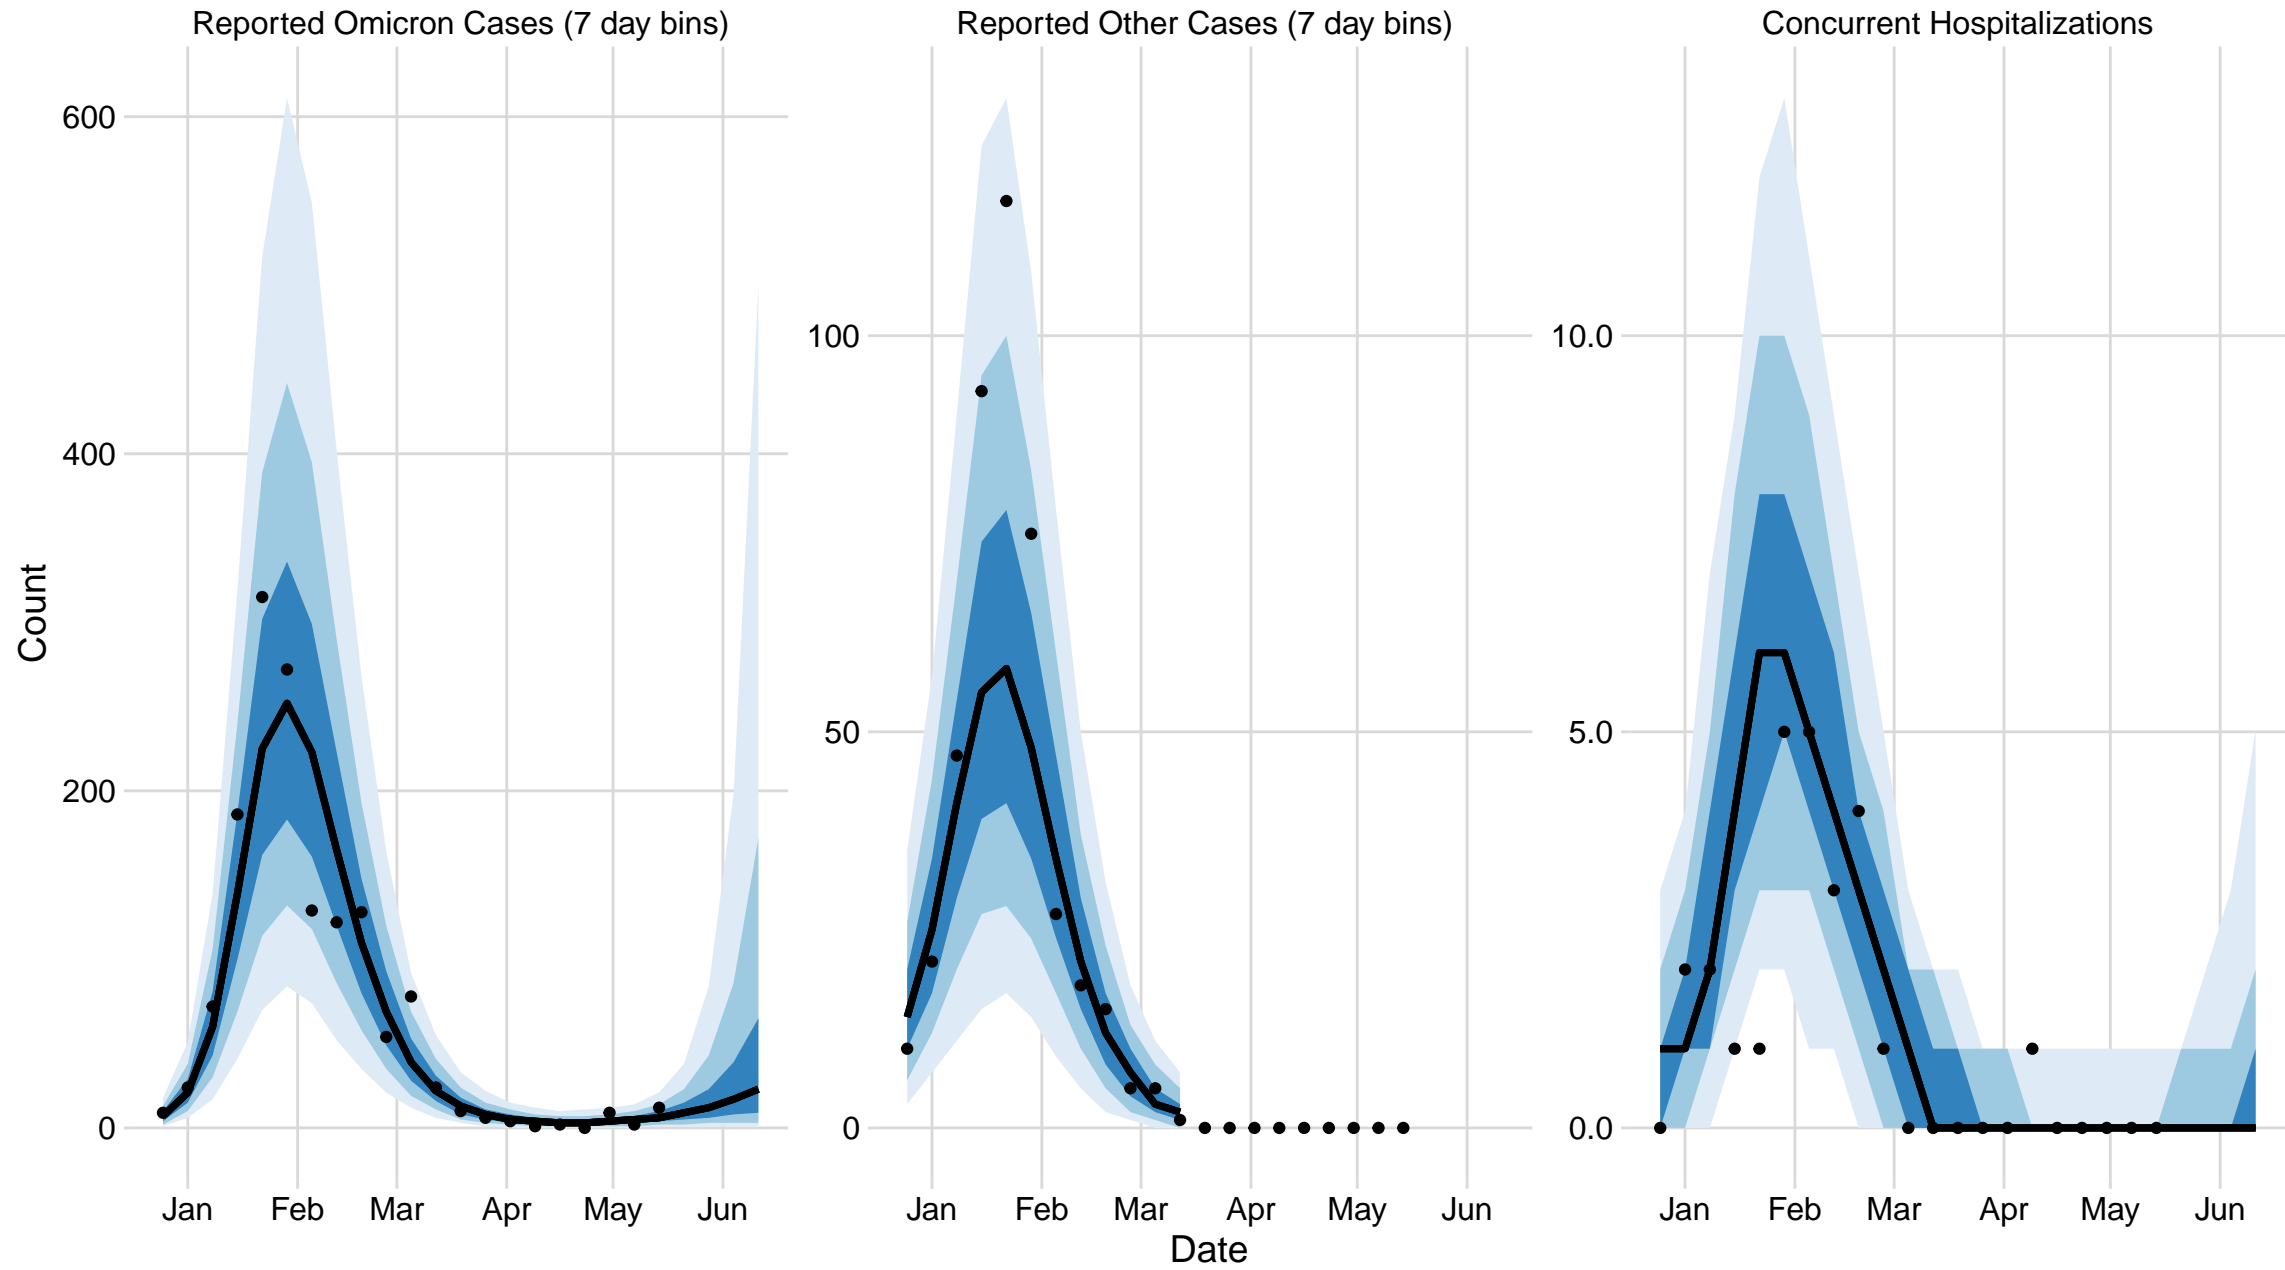 Reported Omicron Cases (7 day bins)
Reported Other Cases (7 day bins)
Concurrent Hospitalizations
Count
600
400
200
0
100
50
0
10.0
5.0
0.0
Jan Feb Mar Apr May Jun
Jan Feb Mar Apr May Jun
Jan Feb Mar Apr May Jun
Date